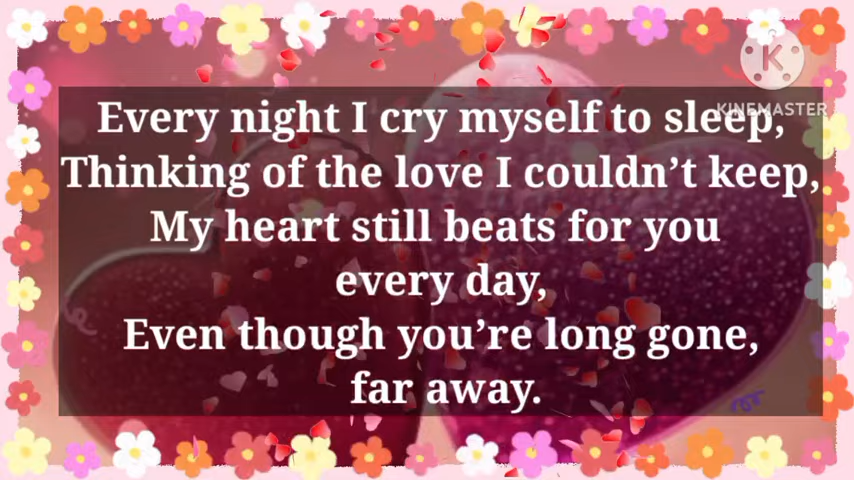 KINEMASTER
Every night I cry myself to sleep,
Thinking of the love I couldn’t keep,
My heart still beats for you
every day,
Even though you’re long gone,
far away.